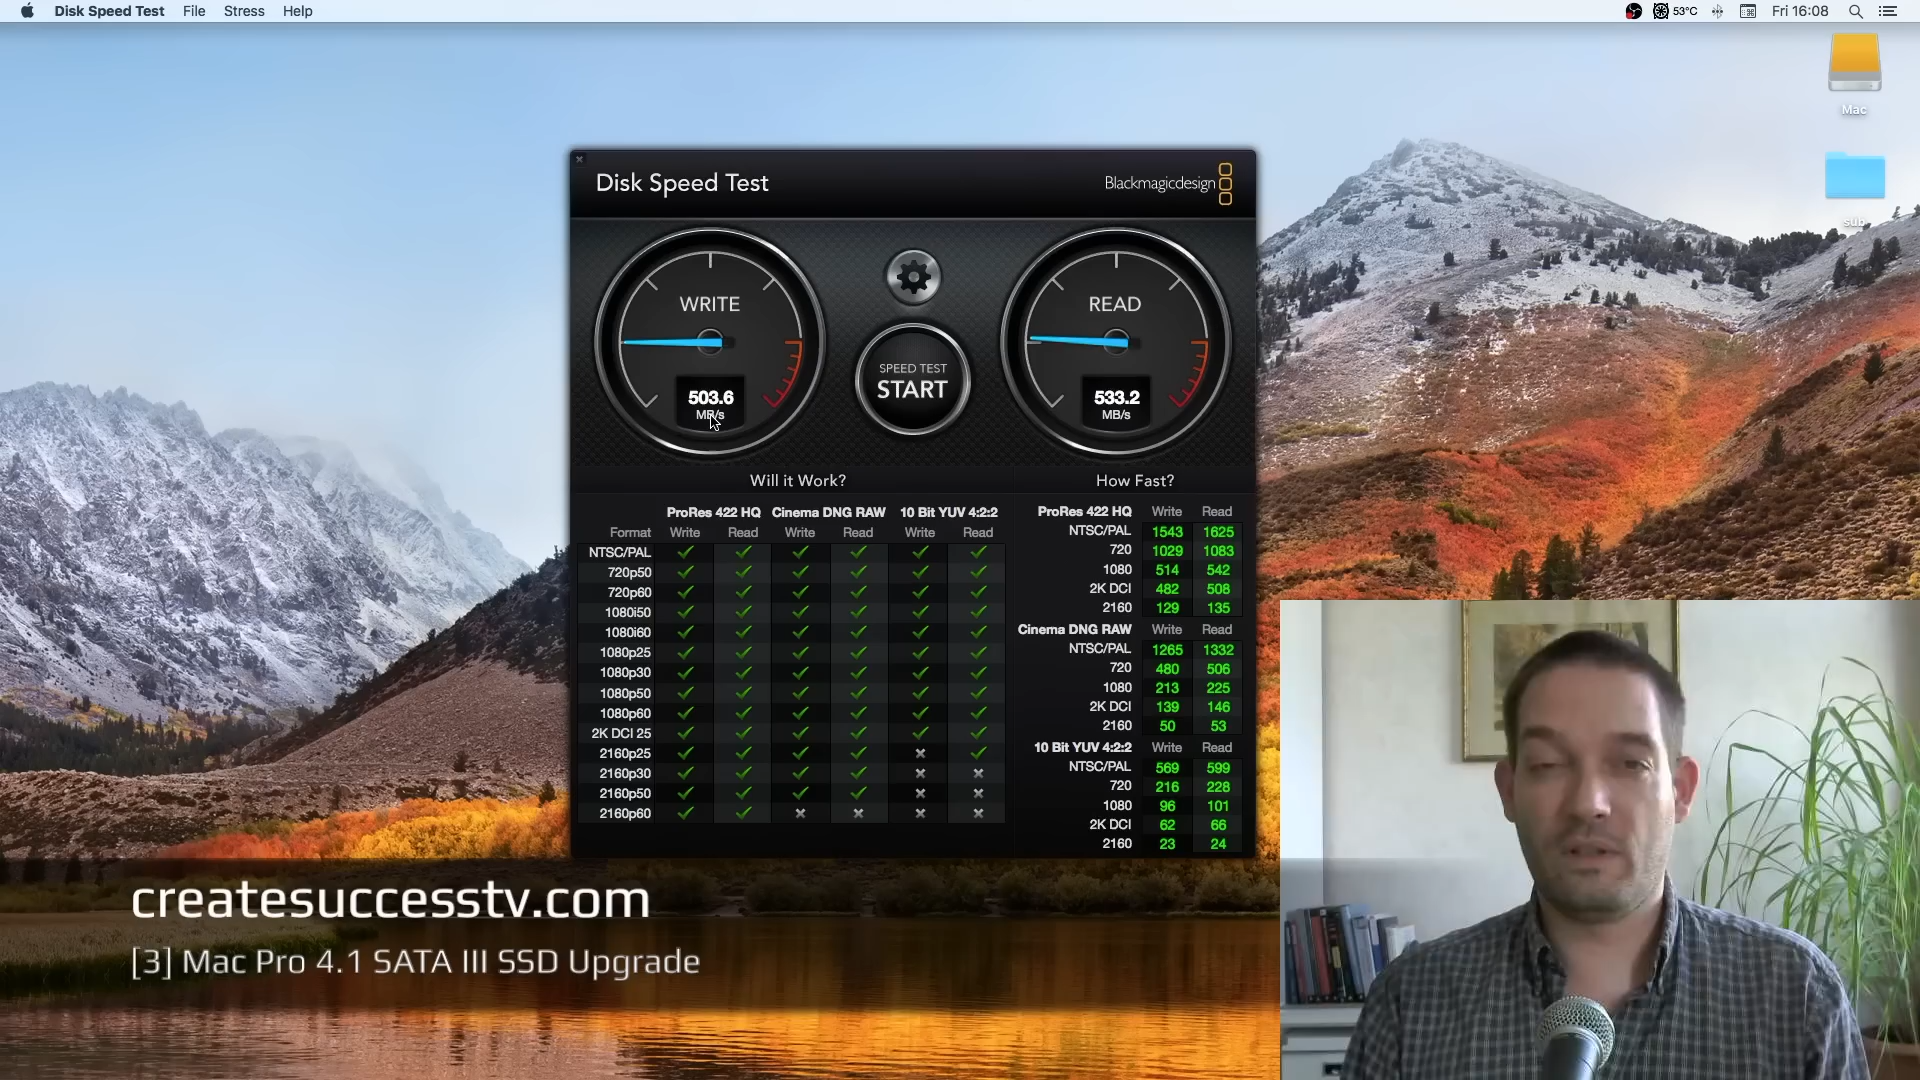 Disk Speed Test File Stress Help 53°C Fri 16:08
Mac
sub
Disk Speed Test Blackmagicdesign
WRITE READ
SPEED TEST
START
503.6 533.2
MB/s MB/s
Will it Work? How Fast?
ProRes 422 HQ Cinema DNG RAW 10 Bit YUV 4:2:2
Format Write Read Write Read Write Read
NTSC/PAL
720p50
720p60
1080i50
1080i60
1080p25
1080p30
1080p50
1080p60
2K DCI 25
2160p25
2160p30
2160p50
2160p60
ProRes 422 HQ Write Read
NTSC/PAL 1543 1625
720 1029 1083
1080 514 542
2K DCI 482 508
2160 129 135
Cinema DNG RAW Write Read
NTSC/PAL 1265 1332
720 480 506
1080 213 225
2K DCI 139 146
2160 50 53
10 Bit YUV 4:2:2 Write Read
NTSC/PAL 569 599
720 216 228
1080 96 101
2K DCI 62 66
2160 23 24
createsuccesstv.com
[3] Mac Pro 4.1 SATA III SSD Upgrade